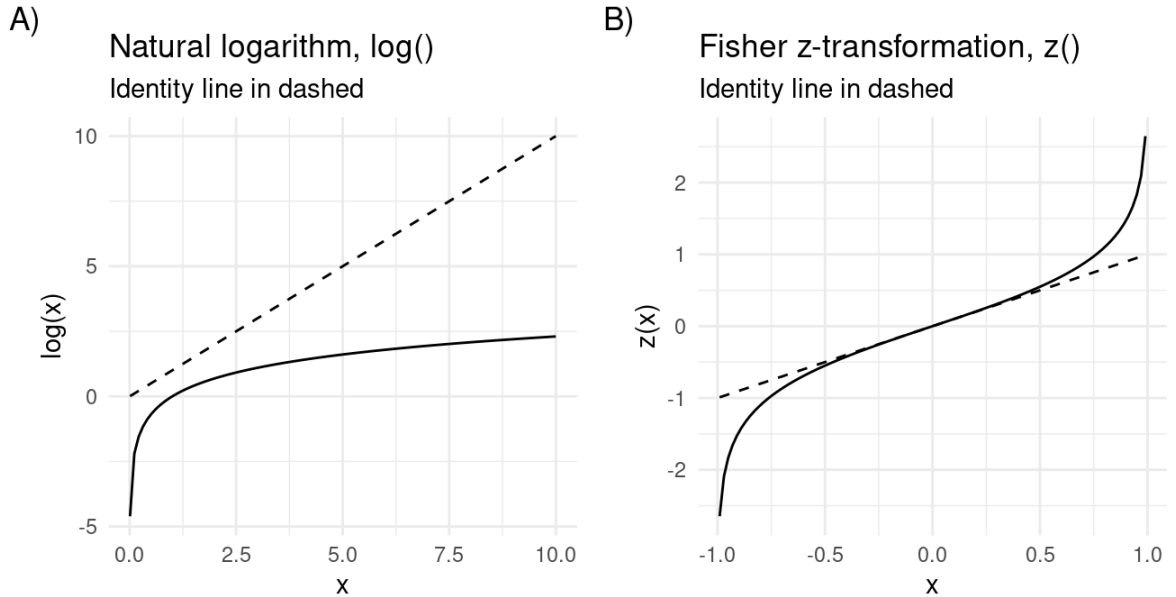 A)
Natural logarithm, log()
Identity line in dashed
10
5
0
-5
log(x)
0.0 2.5 5.0 7.5 10.0
x
B)
Fisher z-transformation, z()
Identity line in dashed
2
1
0
-1
-2
z(x)
-1.0 -0.5 0.0 0.5 1.0
x